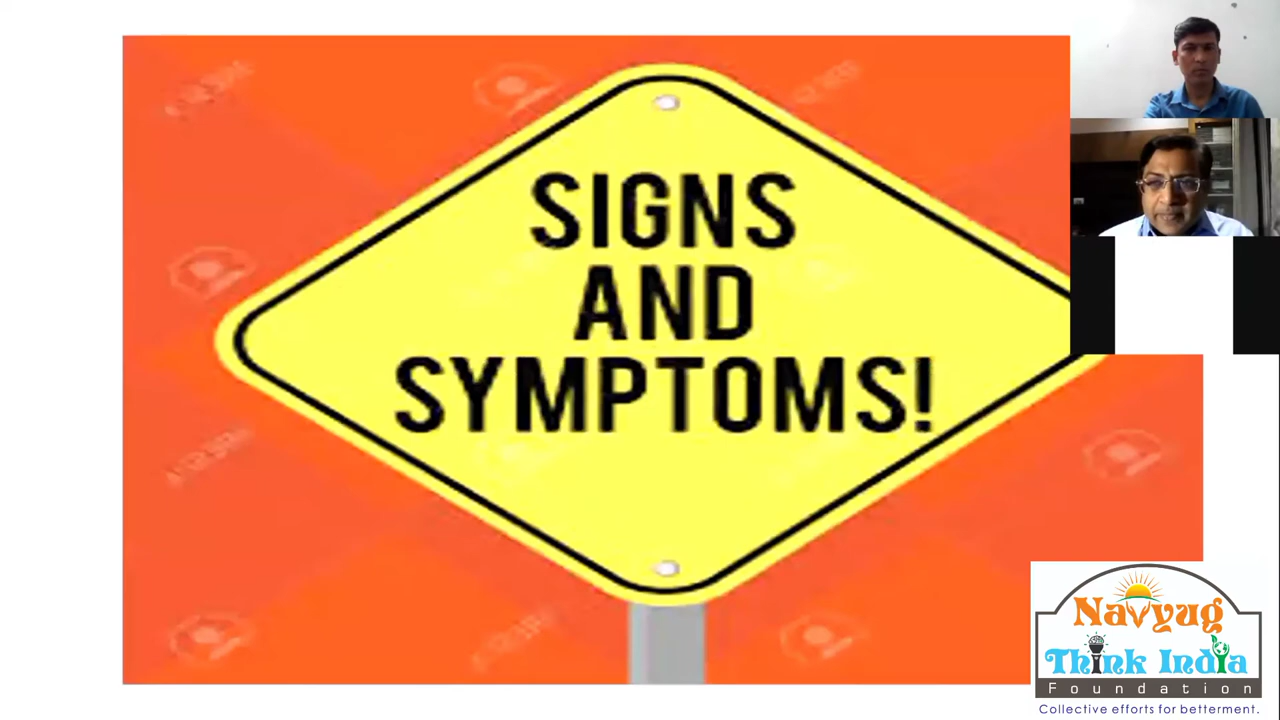 SIGNS
AND
SYMPTOMS!
Navyug
Think India
Foundation
Collective efforts for betterment.